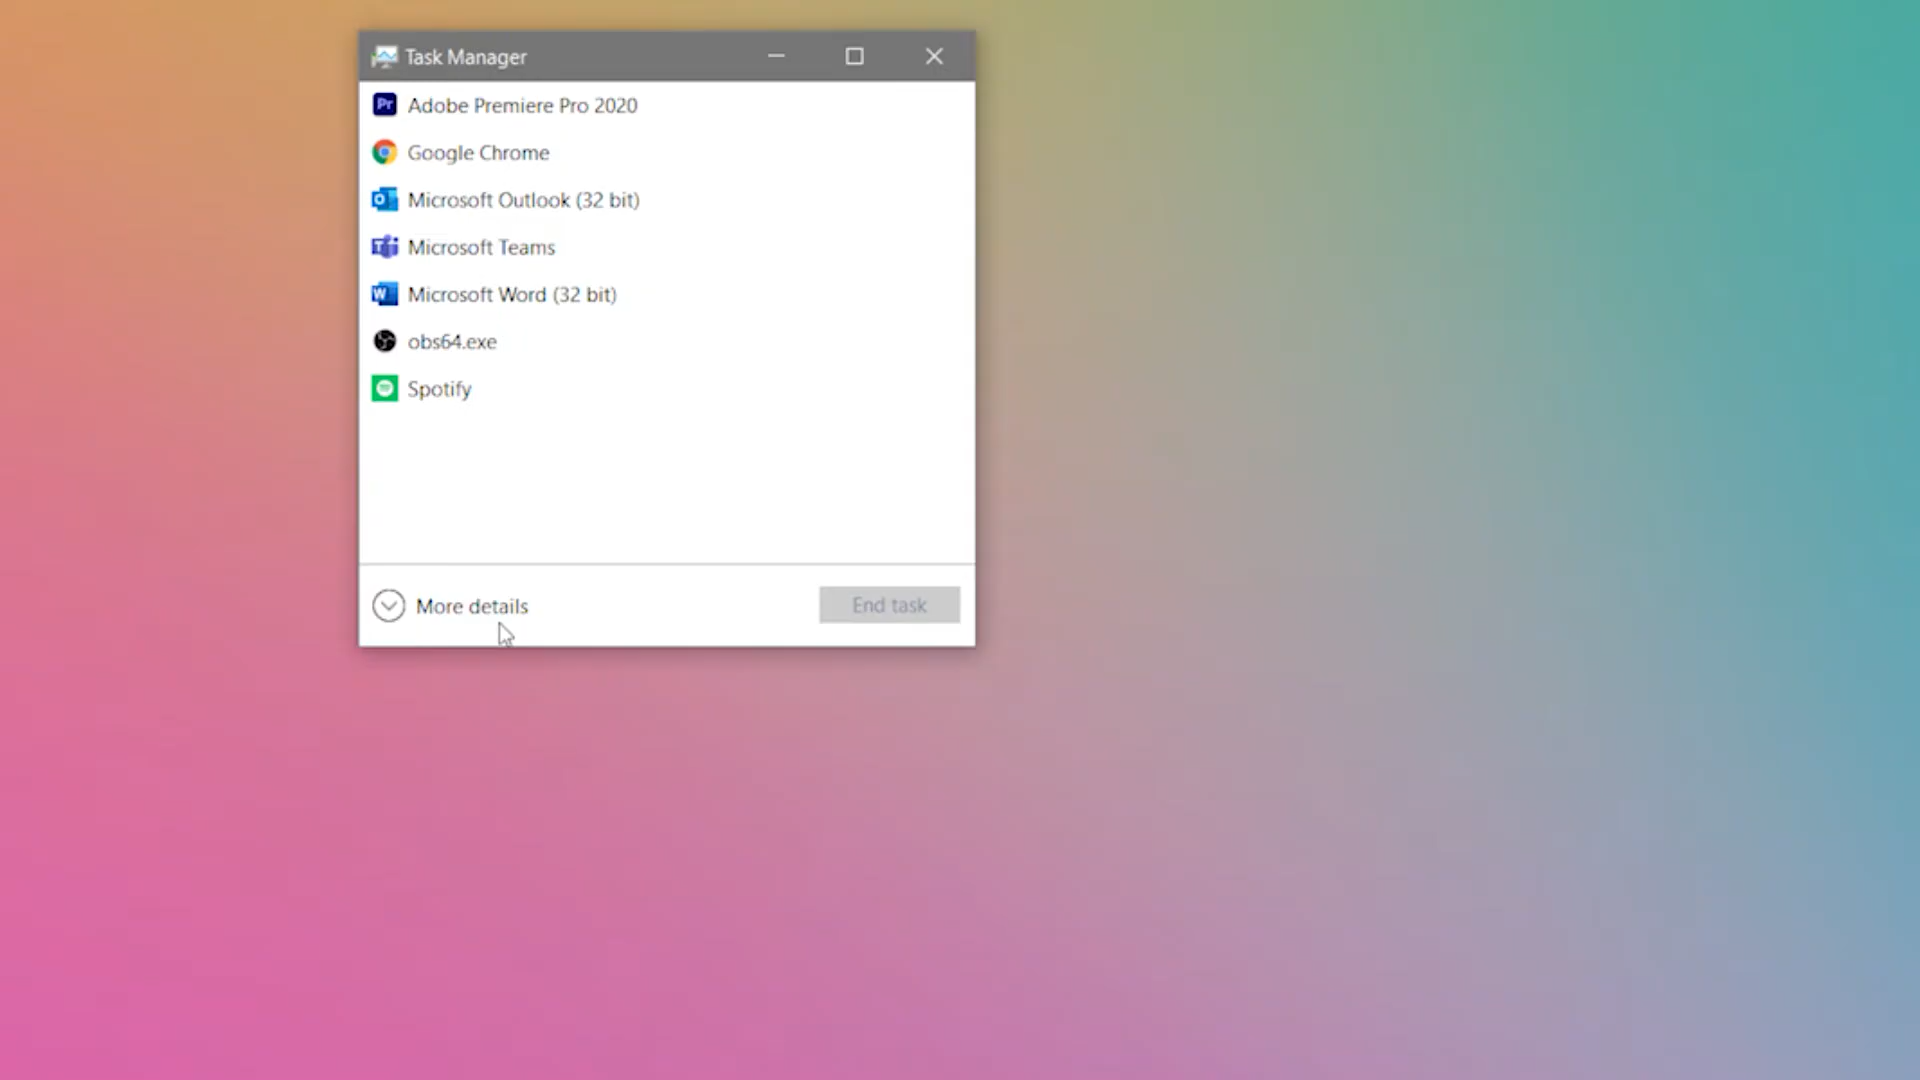 Task Manager
Adobe Premiere Pro 2020
Google Chrome
Microsoft Outlook (32 bit)
Microsoft Teams
Microsoft Word (32 bit)
obs64.exe
Spotify
More details
End task